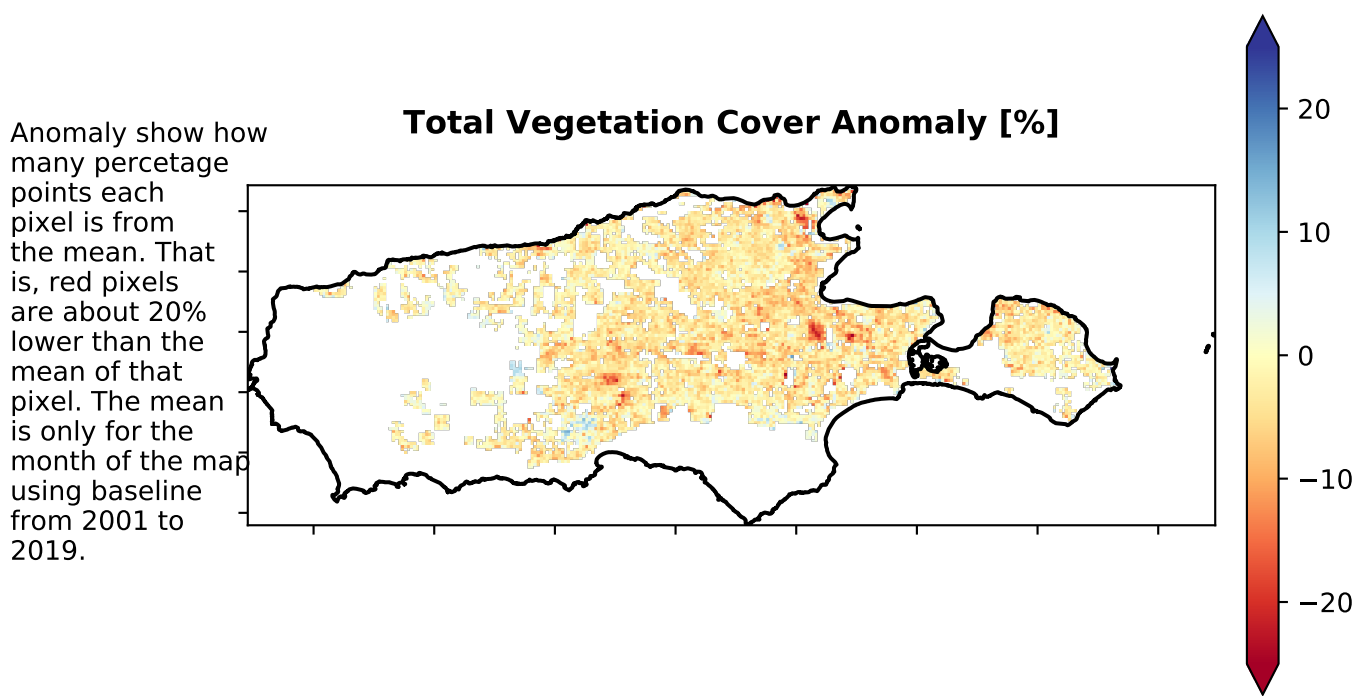 Total Vegetation Cover Anomaly [%]
Anomaly show how
many percetage
points each
pixel is from
the mean. That
is, red pixels
are about 20%
lower than the
mean of that
pixel. The mean
is only for the
month of the map
using baseline
from 2001 to
2019.
20
10
0
−10
−20